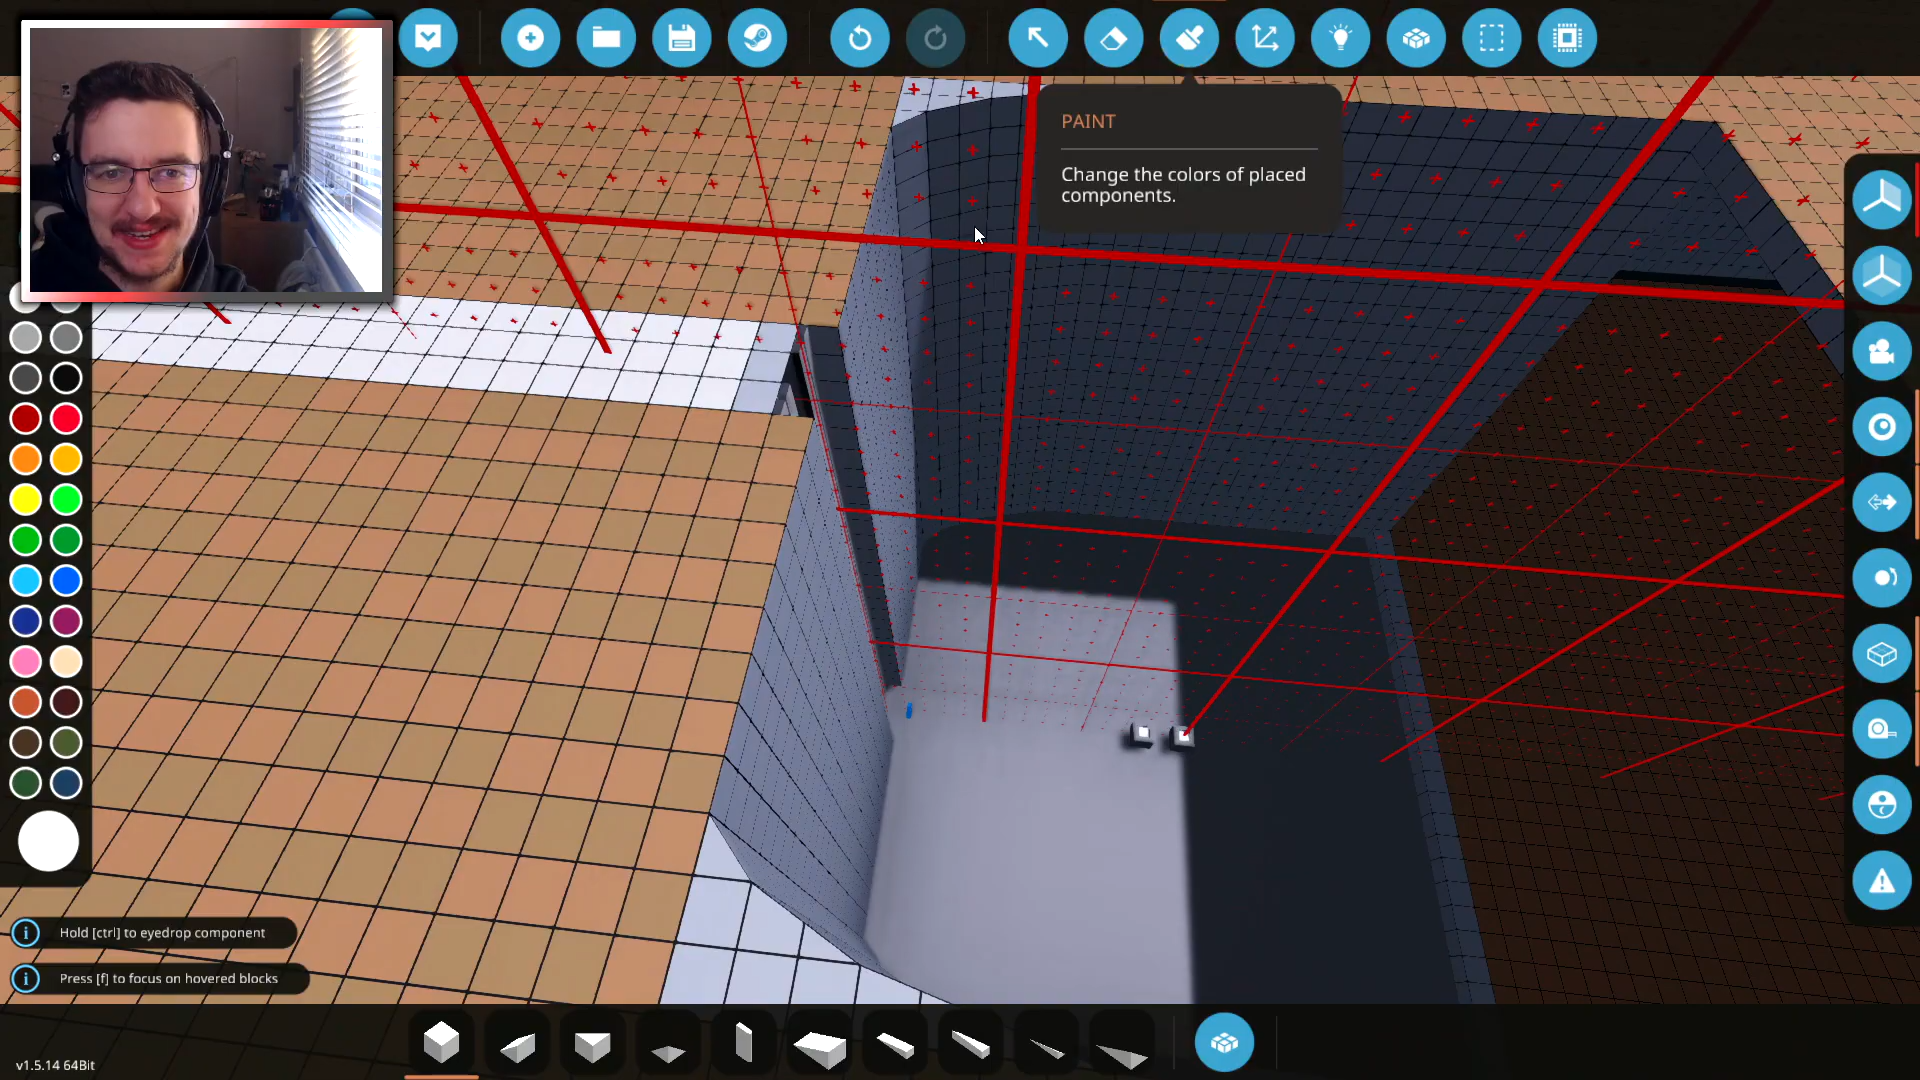 PAINT
Change the colors of placed
components.
Hold [ctrl] to eyedrop component
Press [f] to focus on hovered blocks
v1.5.14 64Bit